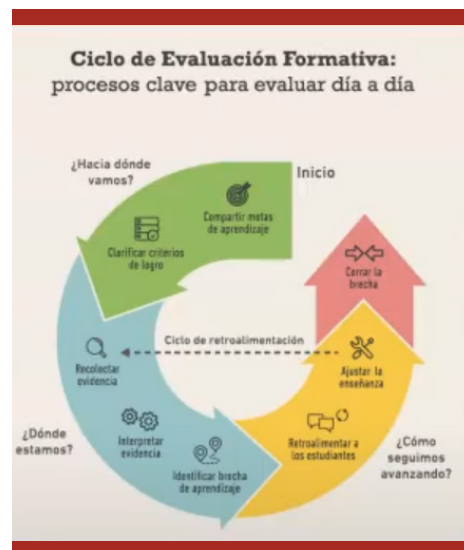 Ciclo de Evaluación Formativa:
procesos clave para evaluar día a día
¿Hacia dónde
vamos?
Inicio
Compartir metas
de aprendizaje
Clarificar criterios
de logro
Cerrar la
brecha
Ciclo de retroalimentación
Recolectar
evidencia
Ajustar la
enseñanza
¿Dónde
estamos?
Interpretar
evidencia
Identificar brecha
de aprendizaje
Retroalimentar a
los estudiantes
¿Cómo
seguimos
avanzando?